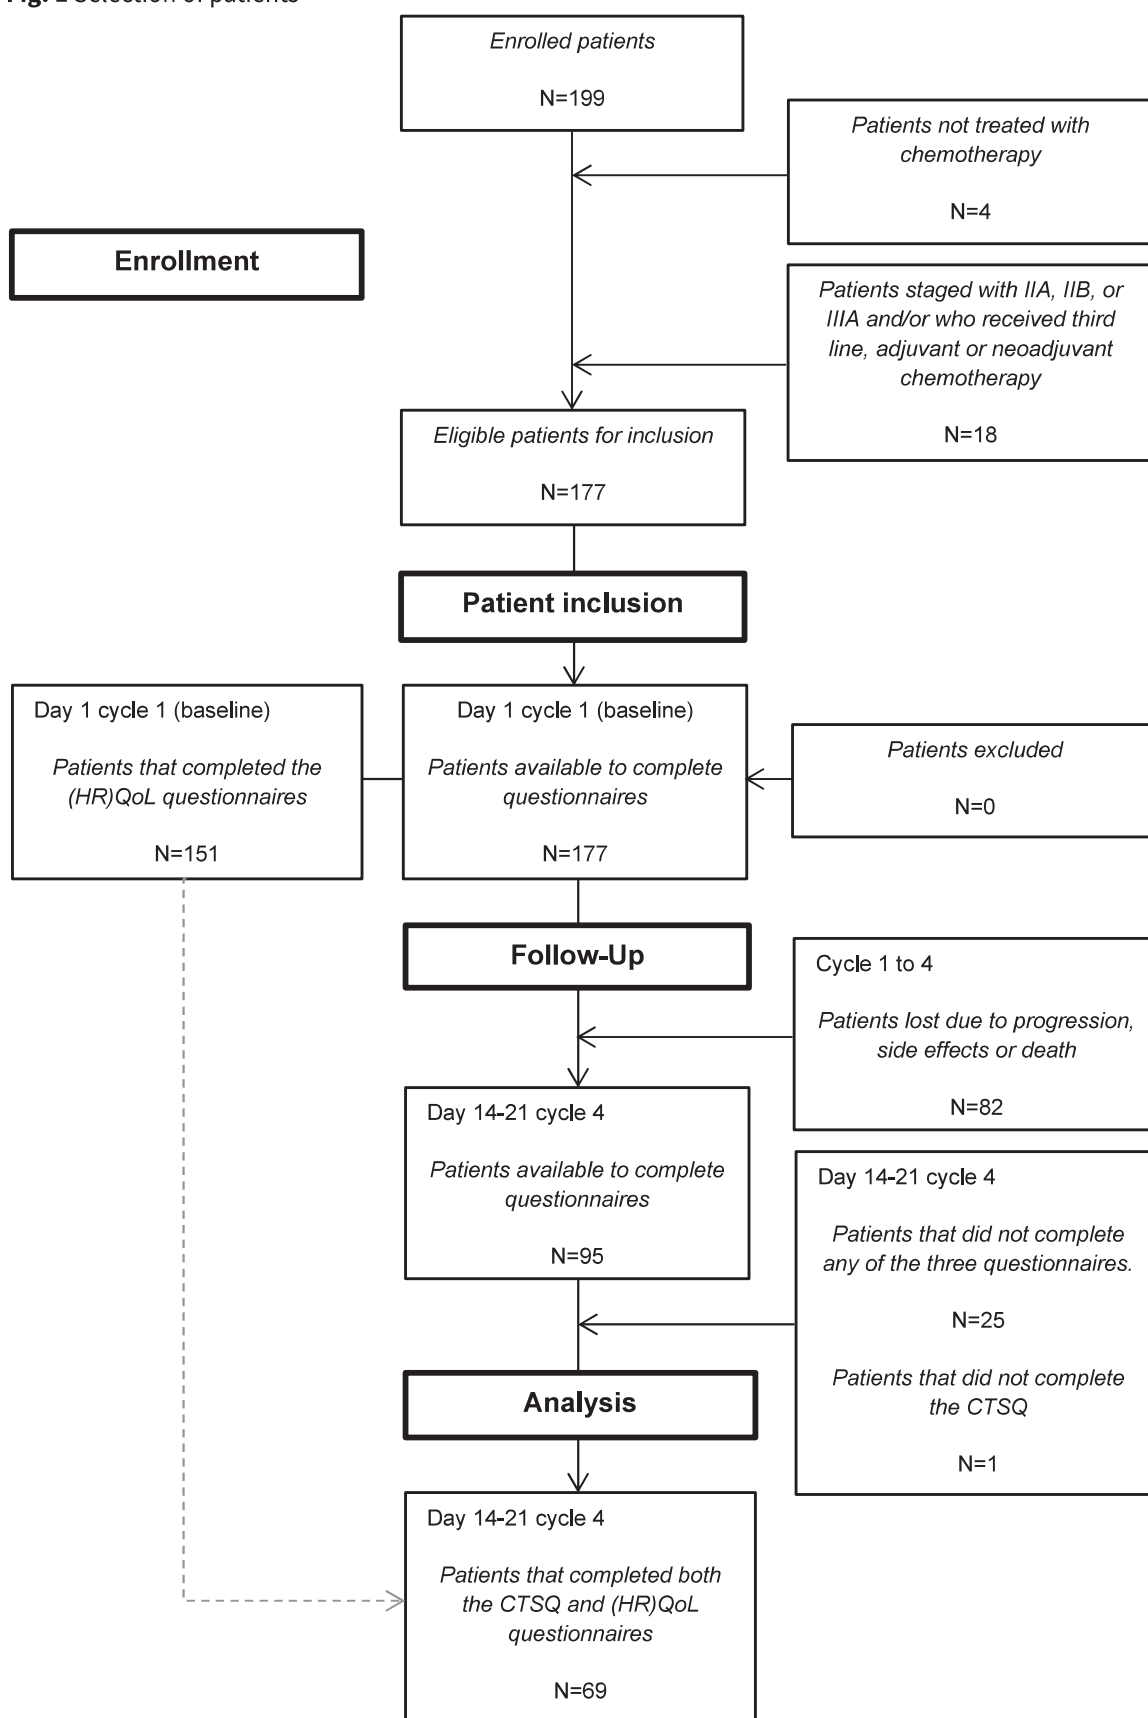 Fig. 1 Selection of patients
Enrolled patients
N=199
Patients not treated with
chemotherapy
N=4
Enrollment
Patients staged with IIA, IIB, or
IIIA and/or who received third
line, adjuvant or neoadjuvant
chemotherapy
N=18
Eligible patients for inclusion
N=177
Patient inclusion
Day 1 cycle 1 (baseline)
Patients that completed the
(HR)QoL questionnaires
N=151
Day 1 cycle 1 (baseline)
Patients available to complete
questionnaires
N=177
Patients excluded
N=0
Follow-Up
Cycle 1 to 4
Patients lost due to progression,
side effects or death
N=82
Day 14-21 cycle 4
Patients available to complete
questionnaires
N=95
Day 14-21 cycle 4
Patients that did not complete
any of the three questionnaires.
N=25
Patients that did not complete
the CTSQ
N=1
Analysis
Day 14-21 cycle 4
Patients that completed both
the CTSQ and (HR)QoL
questionnaires
N=69